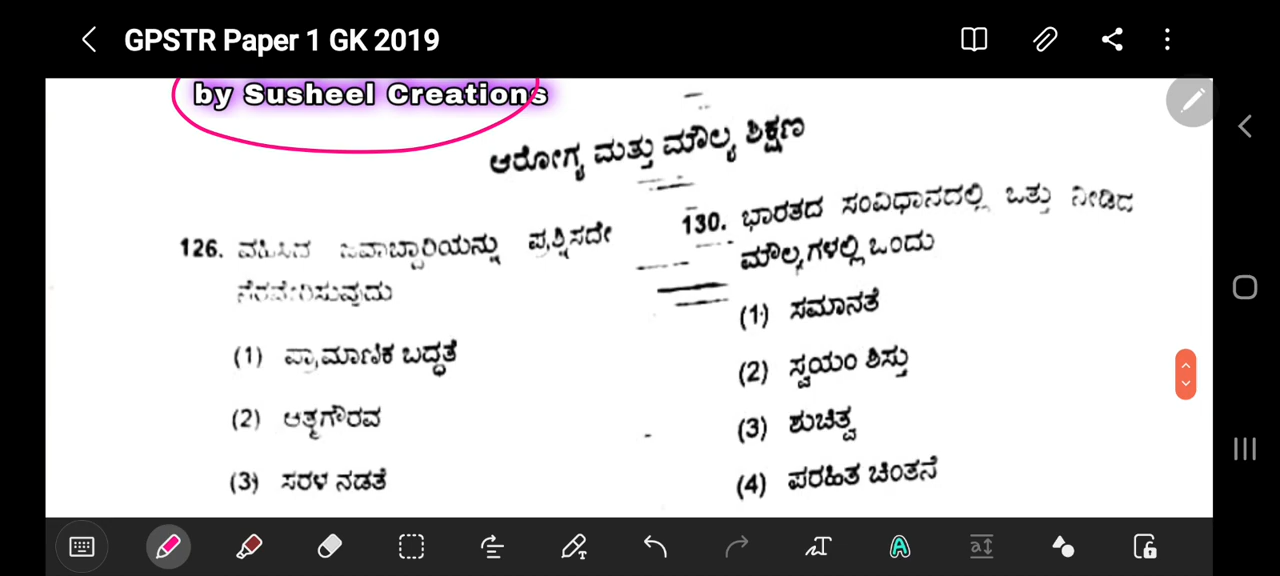 GPSTR Paper 1 GK 2019
by Susheel Creations
ಆರೋಗ್ಯ ಮತ್ತು ಮೌಲ್ಯ ಶಿಕ್ಷಣ
126. ವಹಿಸಿದ ಜವಾಬ್ದಾರಿಯನ್ನು ಪ್ರಶ್ನಿಸದೇ
ನೆರವೇರಿಸುವುದು
(1) ಪ್ರಾಮಾಣಿಕ ಬದ್ಧತೆ
(2) ಆತ್ಮಗೌರವ
(3) ಸರಳ ನಡತೆ
130. ಭಾರತದ ಸಂವಿಧಾನದಲ್ಲಿ ಒತ್ತು ನೀಡಿದ
ಮೌಲ್ಯಗಳಲ್ಲಿ ಒಂದು
(1) ಸಮಾನತೆ
(2) ಸ್ವಯಂ ಶಿಸ್ತು
(3) ಶುಚಿತ್ವ
(4) ಪರಹಿತ ಚಿಂತನೆ